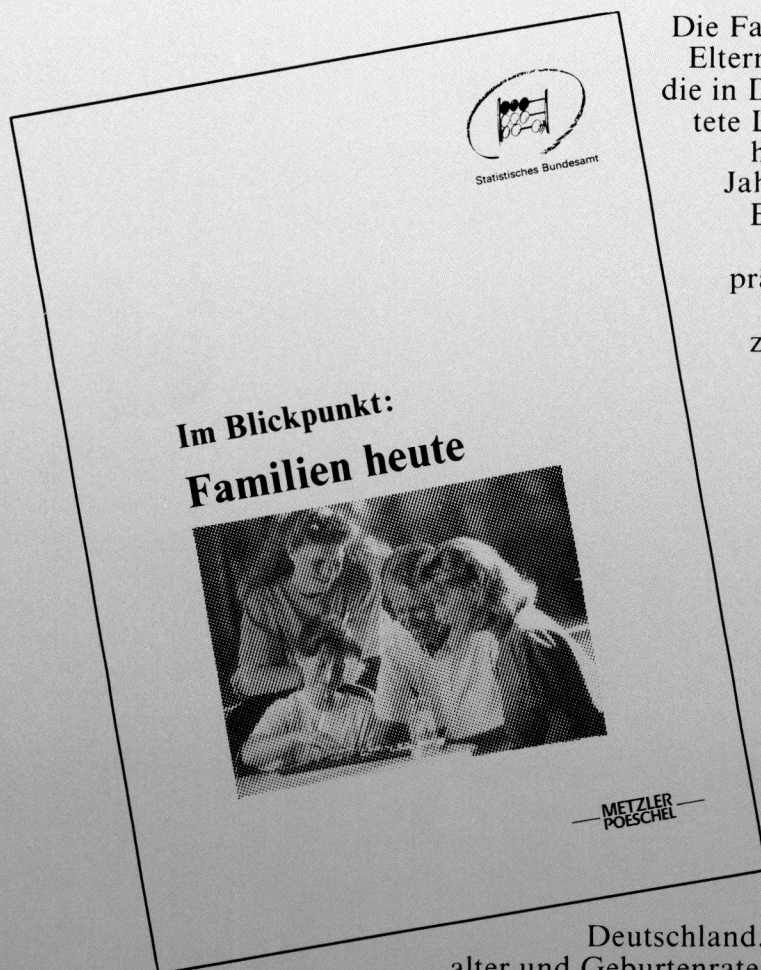 Statistisches Bundesamt
Im Blickpunkt:
Familien heute
METZLER
POESCHEL
Die Fa
Eltern
die in D
tete L
h
Jah
E
prä
z
Deutschland,
alter und Geburtenrate